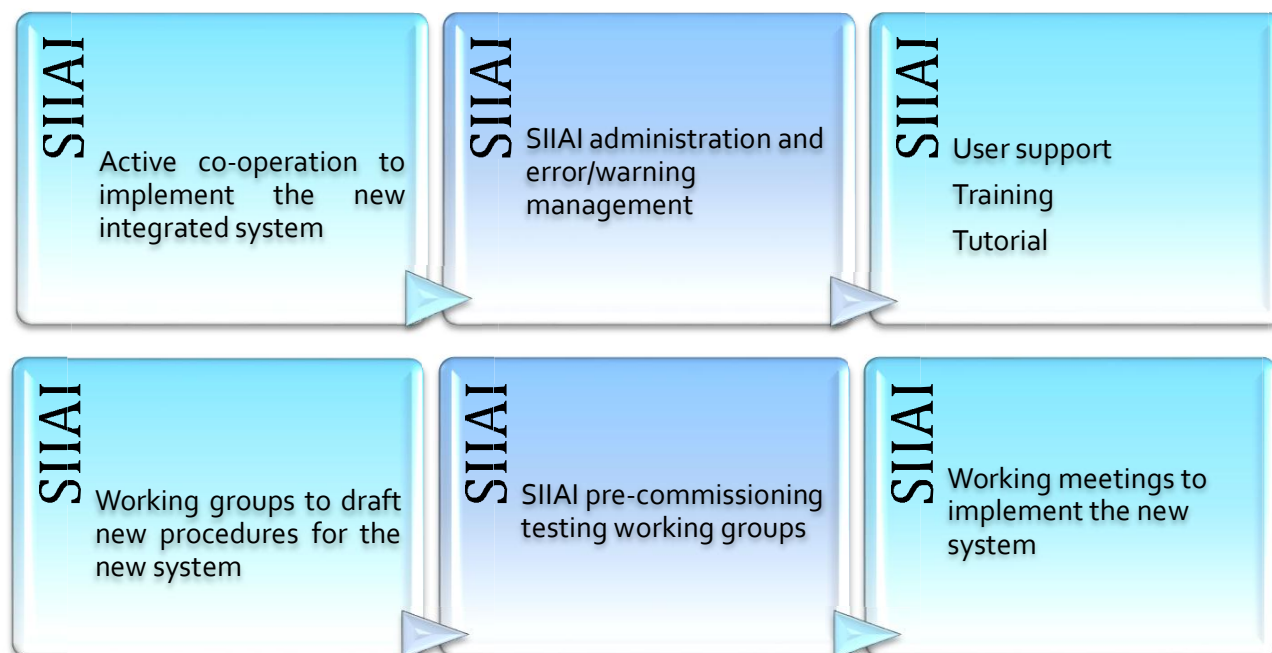 SIIAI
Active co-operation to
implement the new
integrated system
SIIAI
SIIAI administration and
error/warning
management
SIIAI
User support
Training
Tutorial
SIIAI
Working groups to draft
new procedures for the
new system
SIIAI
SIIAI pre-commissioning
testing working groups
SIIAI
Working meetings to
implement the new
system